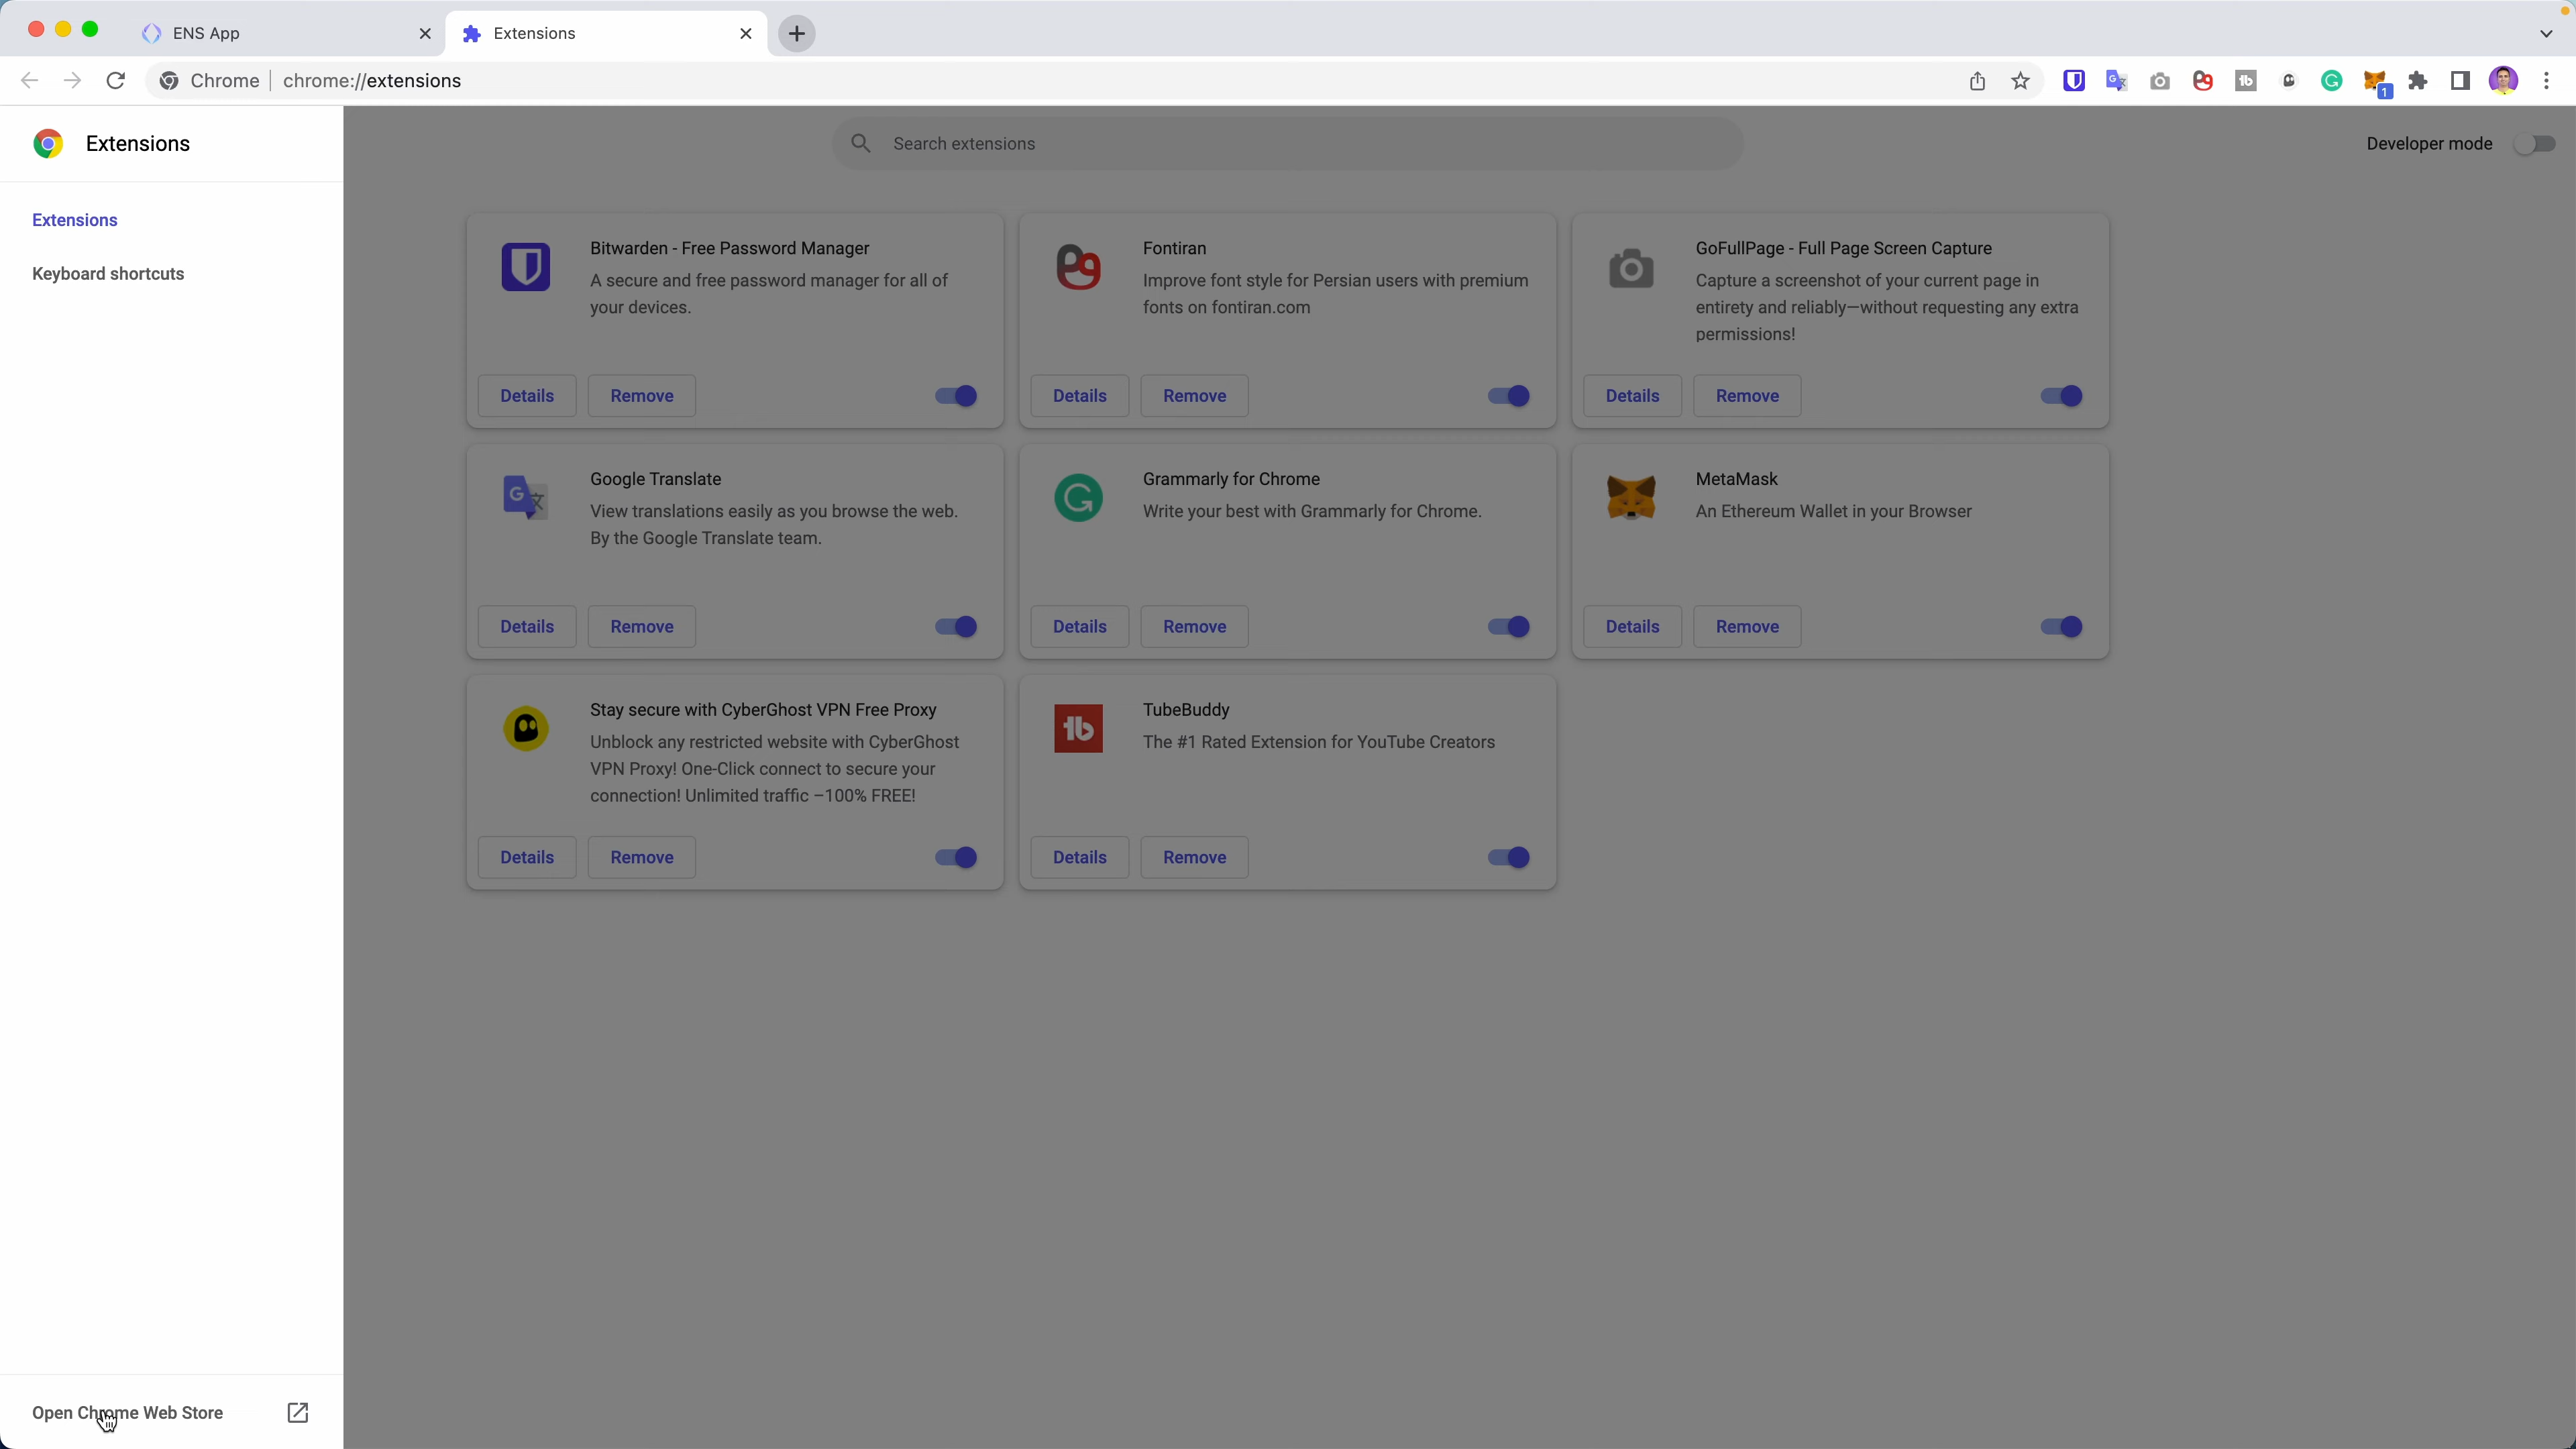 ENS App
Extensions
Chrome
chrome://extensions
1
Extensions
Search extensions
Developer mode
Extensions
Keyboard shortcuts
Bitwarden - Free Password Manager
A secure and free password manager for all of
your devices.
Details
Remove
Fontiran
Improve font style for Persian users with premium
fonts on fontiran.com
Details
Remove
GoFullPage - Full Page Screen Capture
Capture a screenshot of your current page in
entirety and reliably—without requesting any extra
permissions!
Details
Remove
Google Translate
View translations easily as you browse the web.
By the Google Translate team.
Details
Remove
Grammarly for Chrome
Write your best with Grammarly for Chrome.
Details
Remove
MetaMask
An Ethereum Wallet in your Browser
Details
Remove
Stay secure with CyberGhost VPN Free Proxy
Unblock any restricted website with CyberGhost
VPN Proxy! One-Click connect to secure your
connection! Unlimited traffic –100% FREE!
Details
Remove
TubeBuddy
The #1 Rated Extension for YouTube Creators
Details
Remove
Open Chrome Web Store